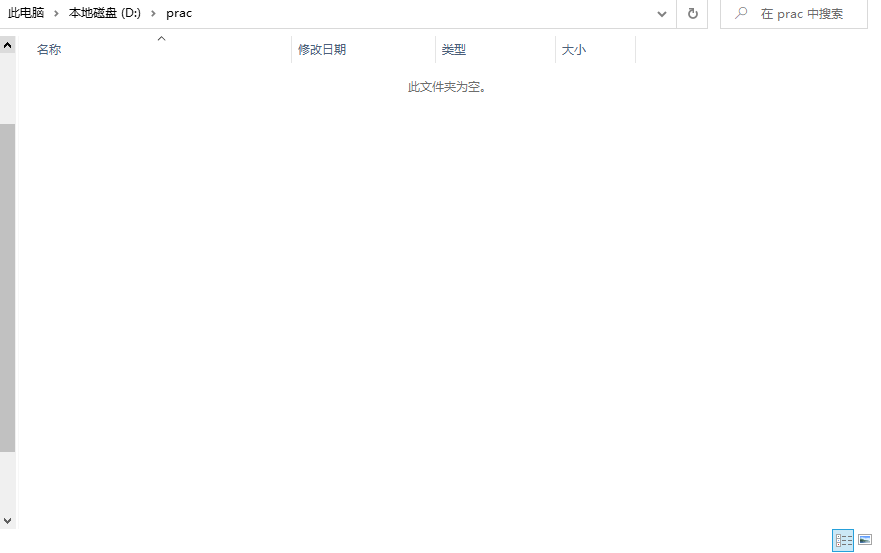 此电脑 > 本地磁盘 (D:) > prac 在 prac 中搜索
名称 修改日期 类型 大小
此文件夹为空。